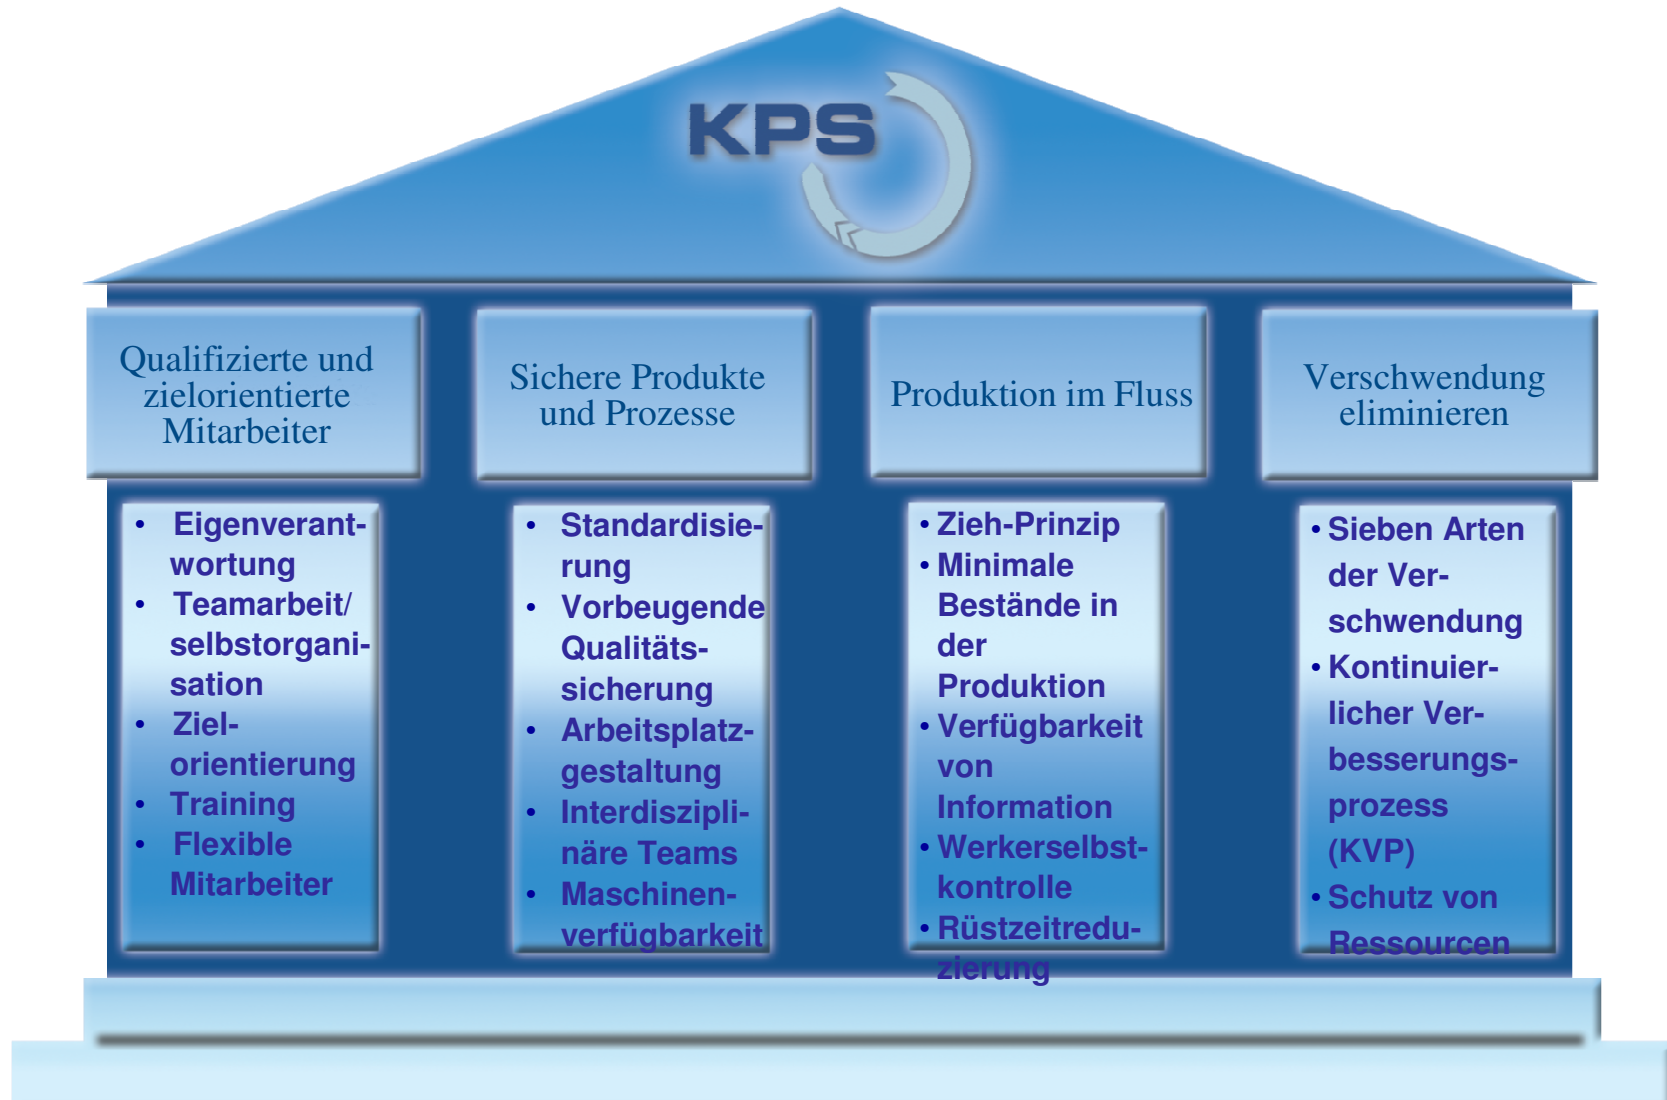 KPS
Qualifizierte und
zielorientierte
Mitarbeiter
Sichere Produkte
und Prozesse
Produktion im Fluss
Verschwendung
eliminieren
• Eigenverant-
wortung
• Teamarbeit/
selbstorgani-
sation
• Ziel-
orientierung
• Training
• Flexible
Mitarbeiter
• Standardisie-
rung
• Vorbeugende
Qualitäts-
sicherung
• Arbeitsplatz-
gestaltung
• Interdiszipli-
näre Teams
• Maschinen-
verfügbarkeit
• Zieh-Prinzip
• Minimale
Bestände in
der
Produktion
• Verfügbarkeit
von
Information
• Werkerselbst-
kontrolle
• Rüstzeitredu-
zierung
• Sieben Arten
der Ver-
schwendung
• Kontinuier-
licher Ver-
besserungs-
prozess
(KVP)
• Schutz von
Ressourcen